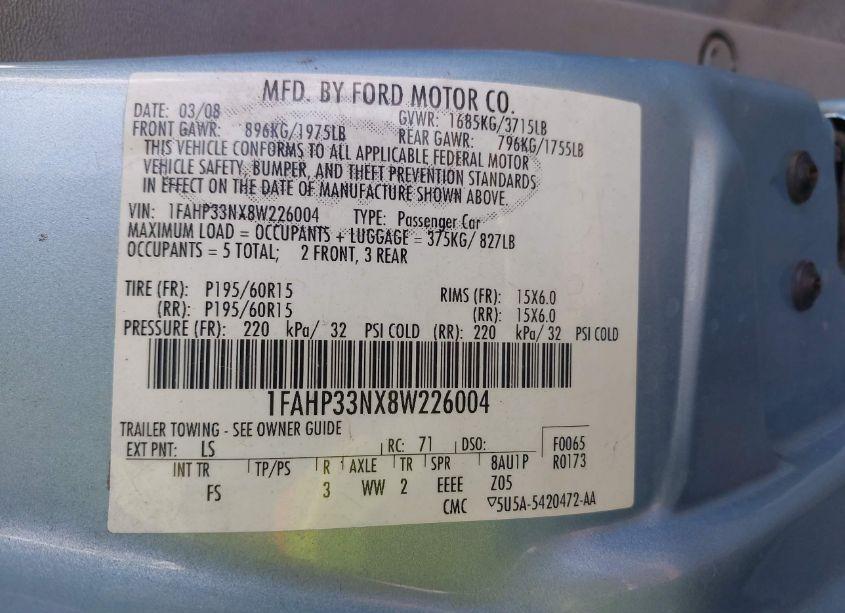 MFD. BY FORD MOTOR CO.
DATE: 03/08 GVWR: 1685KG/3715LB
FRONT GAWR: 896KG/1975LB REAR GAWR: 796KG/1755LB
THIS VEHICLE CONFORMS TO ALL APPLICABLE FEDERAL MOTOR
VEHICLE SAFETY, BUMPER, AND THEFT PREVENTION STANDARDS
IN EFFECT ON THE DATE OF MANUFACTURE SHOWN ABOVE.
VIN: 1FAHP33NX8W226004 TYPE: Passenger Car
MAXIMUM LOAD = OCCUPANTS + LUGGAGE = 375KG/ 827LB
OCCUPANTS = 5 TOTAL; 2 FRONT, 3 REAR
TIRE (FR): P195/60R15 RIMS (FR): 15X6.0
(RR): P195/60R15 (RR): 15X6.0
PRESSURE (FR): 220 kPa/ 32 PSI COLD (RR): 220 kPa/ 32 PSI COLD
1FAHP33NX8W226004
TRAILER TOWING - SEE OWNER GUIDE
EXT PNT: LS RC: 71 DSO: F0065
INT TR TP/PS R AXLE TR SPR 8AU1P R0173
FS 3 WW 2 EEEE Z05
CMC ▽5U5A-5420472-AA